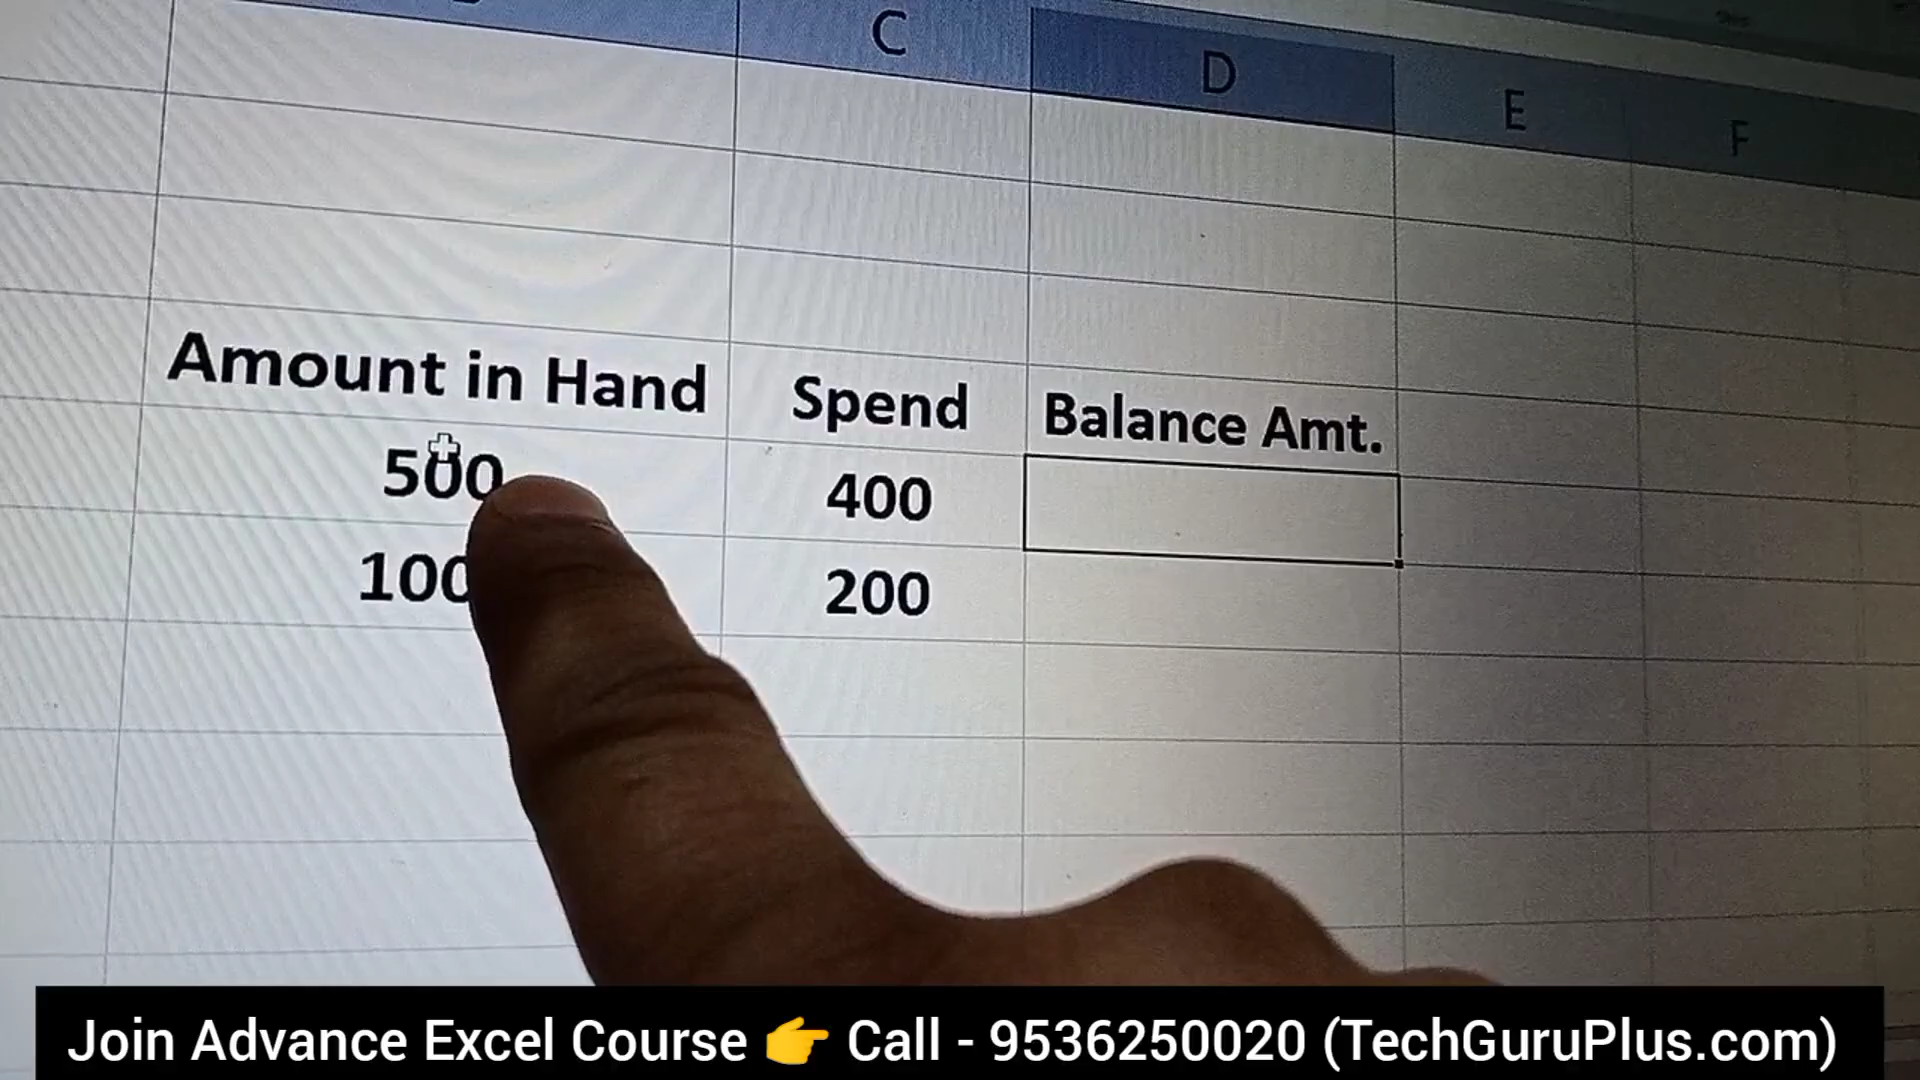 C D E F
Amount in Hand Spend Balance Amt.
500 400
200
Join Advance Excel Course 👉 Call - 9536250020 (TechGuruPlus.com)